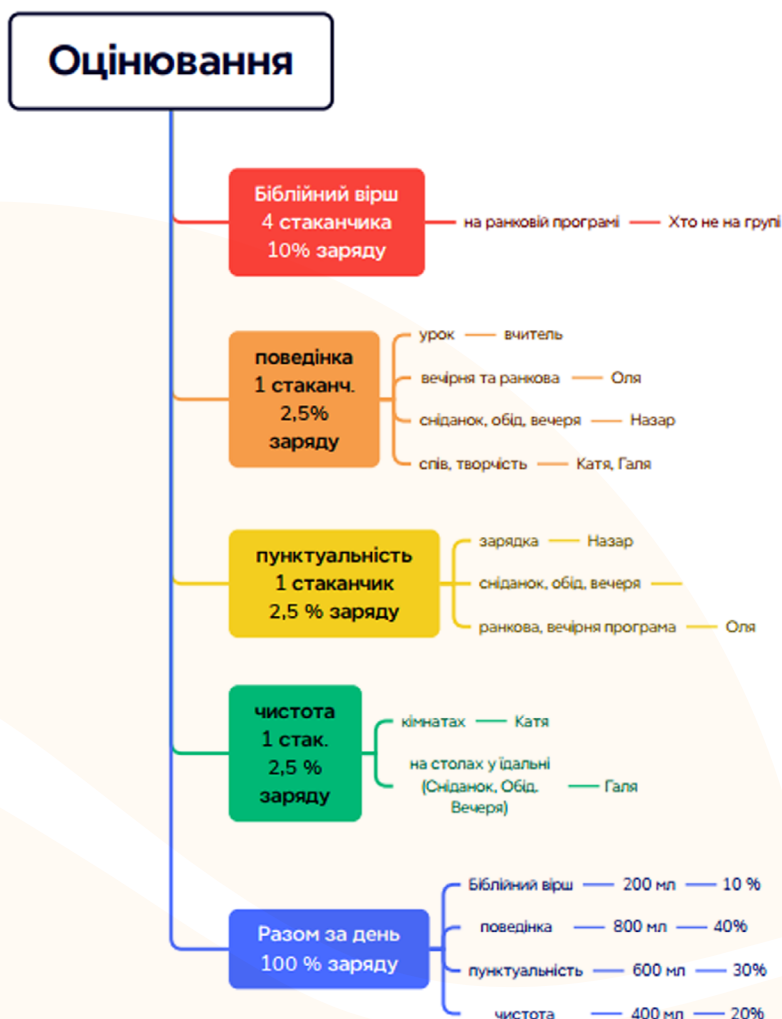 Оцінювання
Біблійний вірш
4 стаканчика
10% заряду
на ранковій програмі
Хто не на групі
поведінка
1 стаканч.
2,5%
заряду
урок
вчитель
вечірня та ранкова
Оля
сніданок, обід, вечеря
Назар
спів, творчість
Катя, Галя
пунктуальність
1 стаканчик
2,5 % заряду
зарядка
Назар
сніданок, обід, вечеря
ранкова, вечірня програма
Оля
чистота
1 стак.
2,5 %
заряду
кімнатах
Катя
на столах у їдальні
(Сніданок, Обід.
Вечеря)
Галя
Разом за день
100 % заряду
Біблійний вірш
200 мл
10 %
поведінка
800 мл
40%
пунктуальність
600 мл
30%
чистота
400 мл
20%